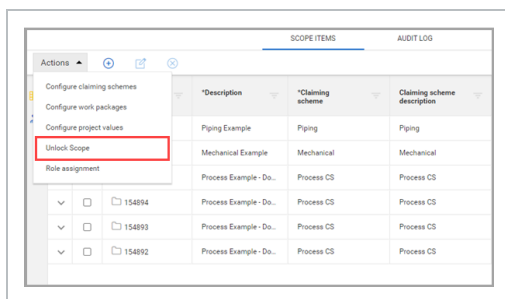 SCOPE ITEMS AUDIT LOG
Actions
Configure claiming schemes
Configure work packages
Configure project values
Unlock Scope
Role assignment
*Description *Claiming scheme Claiming scheme description
Piping Example Piping Piping
Mechanical Example Mechanical Mechanical
Process Example - Do... Process CS Process CS
154894 Process Example - Do... Process CS Process CS
154893 Process Example - Do... Process CS Process CS
154892 Process Example - Do... Process CS Process CS